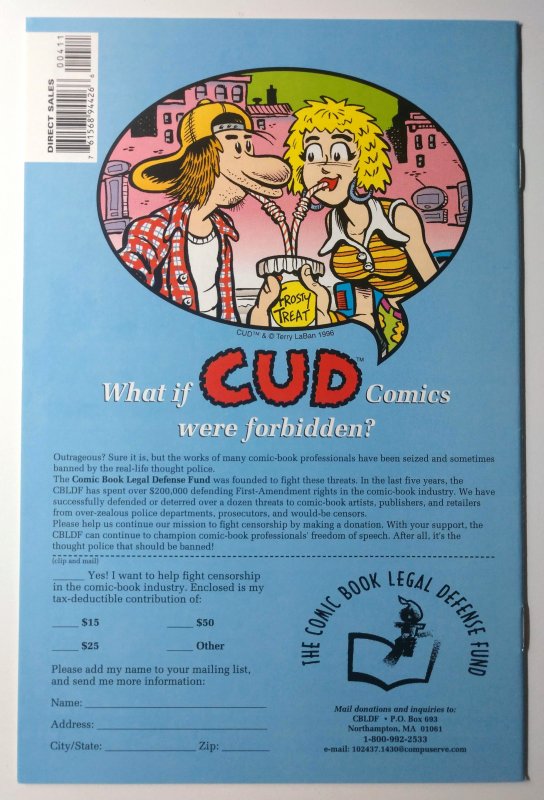 DIRECT SALES
00411
7 61568 94426 6
FROSTY
TREAT
CUD™ & © Terry LaBan 1996
What if CUD™ Comics
were forbidden?
Outrageous? Sure it is, but the works of many comic-book professionals have been seized and sometimes
banned by the real-life thought police.
The Comic Book Legal Defense Fund was founded to fight these threats. In the last five years, the
CBLDF has spent over $200,000 defending First-Amendment rights in the comic-book industry. We have
successfully defended or deterred over a dozen threats to comic-book artists, publishers, and retailers
from over-zealous police departments, prosecutors, and would-be censors.
Please help us continue our mission to fight censorship by making a donation. With your support, the
CBLDF can continue to champion comic-book professionals' freedom of speech. After all, it's the
thought police that should be banned!
(clip and mail)
_____ Yes! I want to help fight censorship
in the comic-book industry. Enclosed is my
tax-deductible contribution of:
____ $15 ____ $50
____ $25 ____ Other
Please add my name to your mailing list,
and send me more information:
Name: ____________________
Address: __________________
City/State: __________ Zip: ________
THE COMIC BOOK LEGAL DEFENSE FUND
Mail donations and inquiries to:
CBLDF • P.O. Box 693
Northampton, MA 01061
1-800-992-2533
e-mail: 102437.1430@compuserve.com